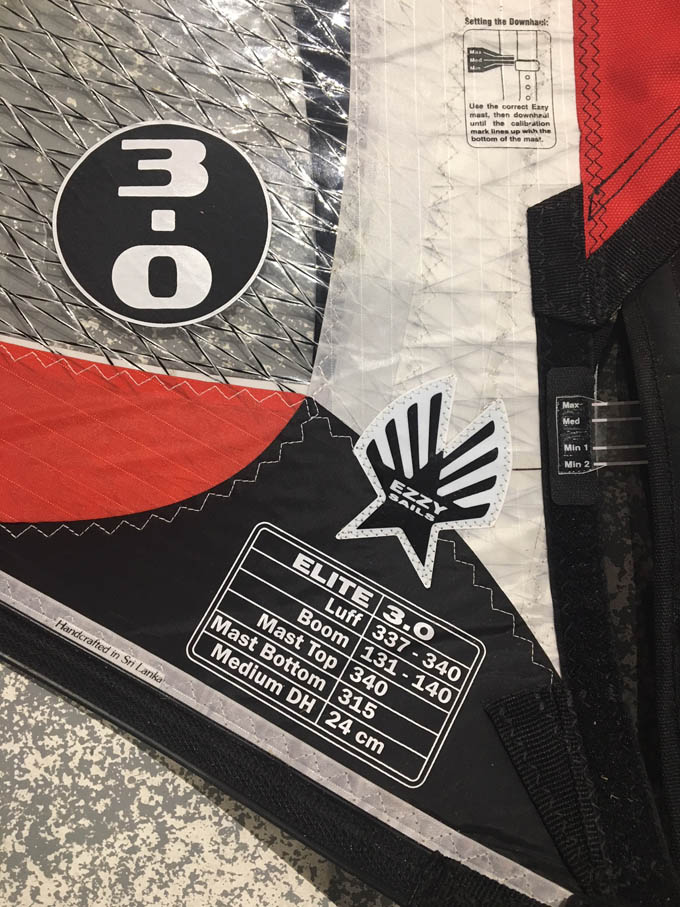 Setting the Downhaul:
Max
Med
Min
Use the correct Ezzy
mast, then downhaul
until the calibration
mark lines up with the
bottom of the mast.
3.0
Max
Med
Min 1
Min 2
EZZY
SAILS
ELITE 3.0
Luff 337 - 340
Boom 131 - 140
Mast Top 340
Mast Bottom 315
Medium DH 24 cm
Handcrafted in Sri Lanka